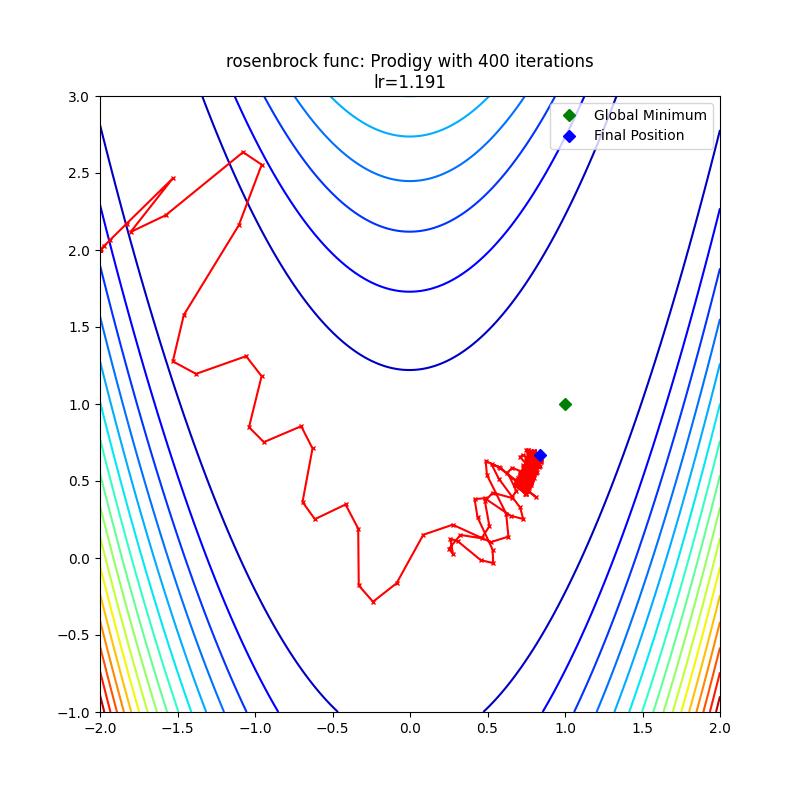 rosenbrock func: Prodigy with 400 iterations
lr=1.191
Global Minimum
Final Position
3.0
2.5
2.0
1.5
1.0
0.5
0.0
−0.5
−1.0
−2.0 −1.5 −1.0 −0.5 0.0 0.5 1.0 1.5 2.0